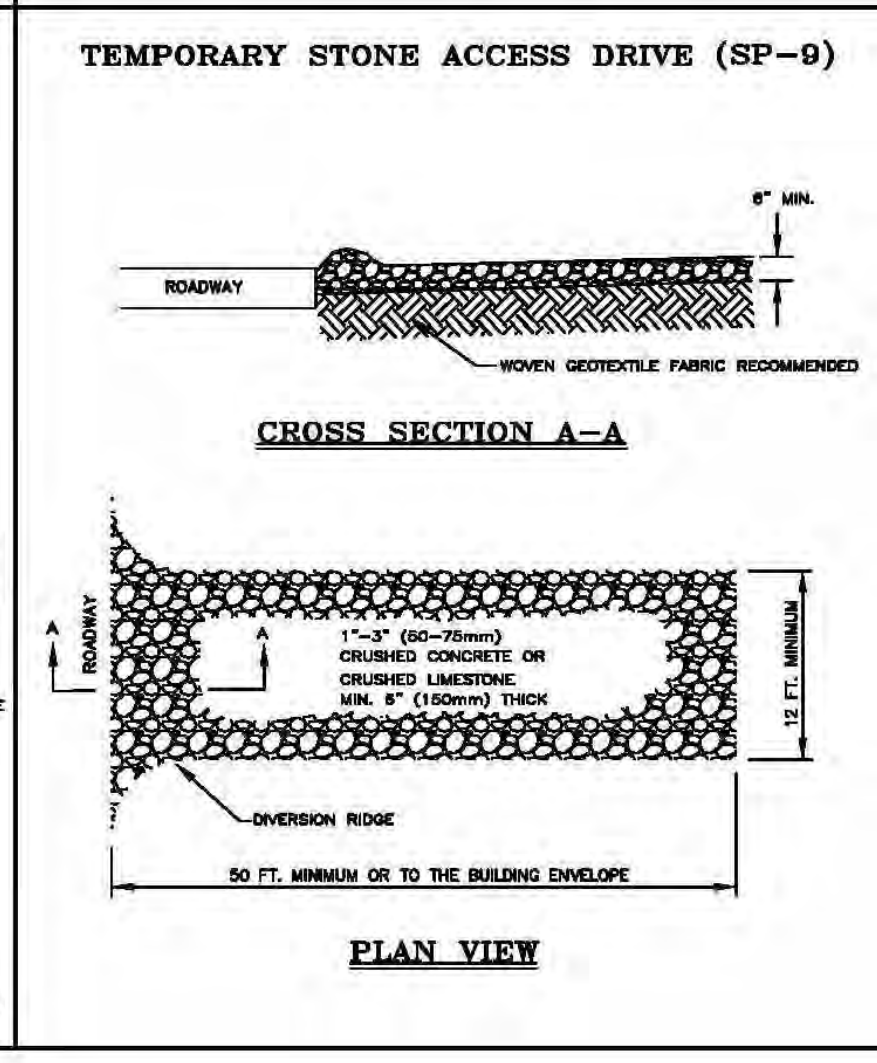 TEMPORARY STONE ACCESS DRIVE (SP-9)
6" MIN.
ROADWAY
WOVEN GEOTEXTILE FABRIC RECOMMENDED
CROSS SECTION A-A
A
ROADWAY
A
1"-3" (50-75mm)
CRUSHED CONCRETE OR
CRUSHED LIMESTONE
MIN. 6" (150mm) THICK
12 FT. MINIMUM
DIVERSION RIDGE
50 FT. MINIMUM OR TO THE BUILDING ENVELOPE
PLAN VIEW